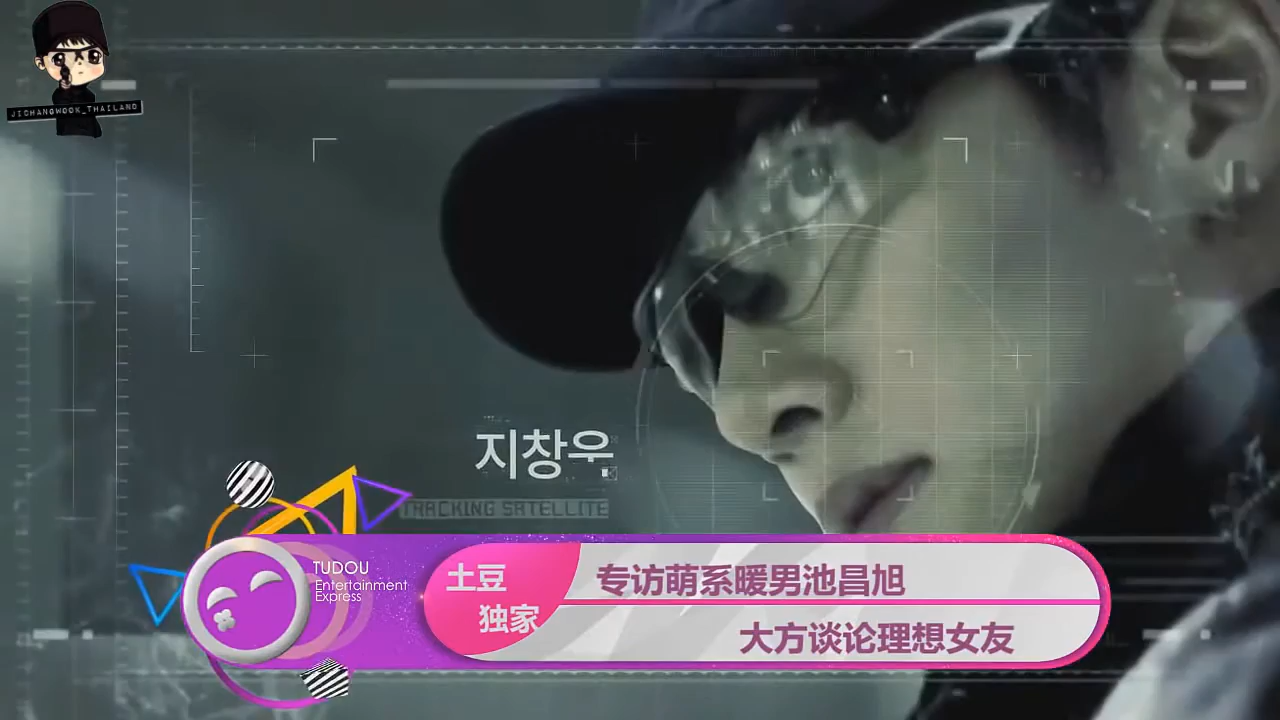 JICHANGWOOK_THAILAND
지창우
TRACKING SATELLITE
TUDOU
Entertainment
Express
土豆
独家
专访萌系暖男池昌旭
大方谈论理想女友